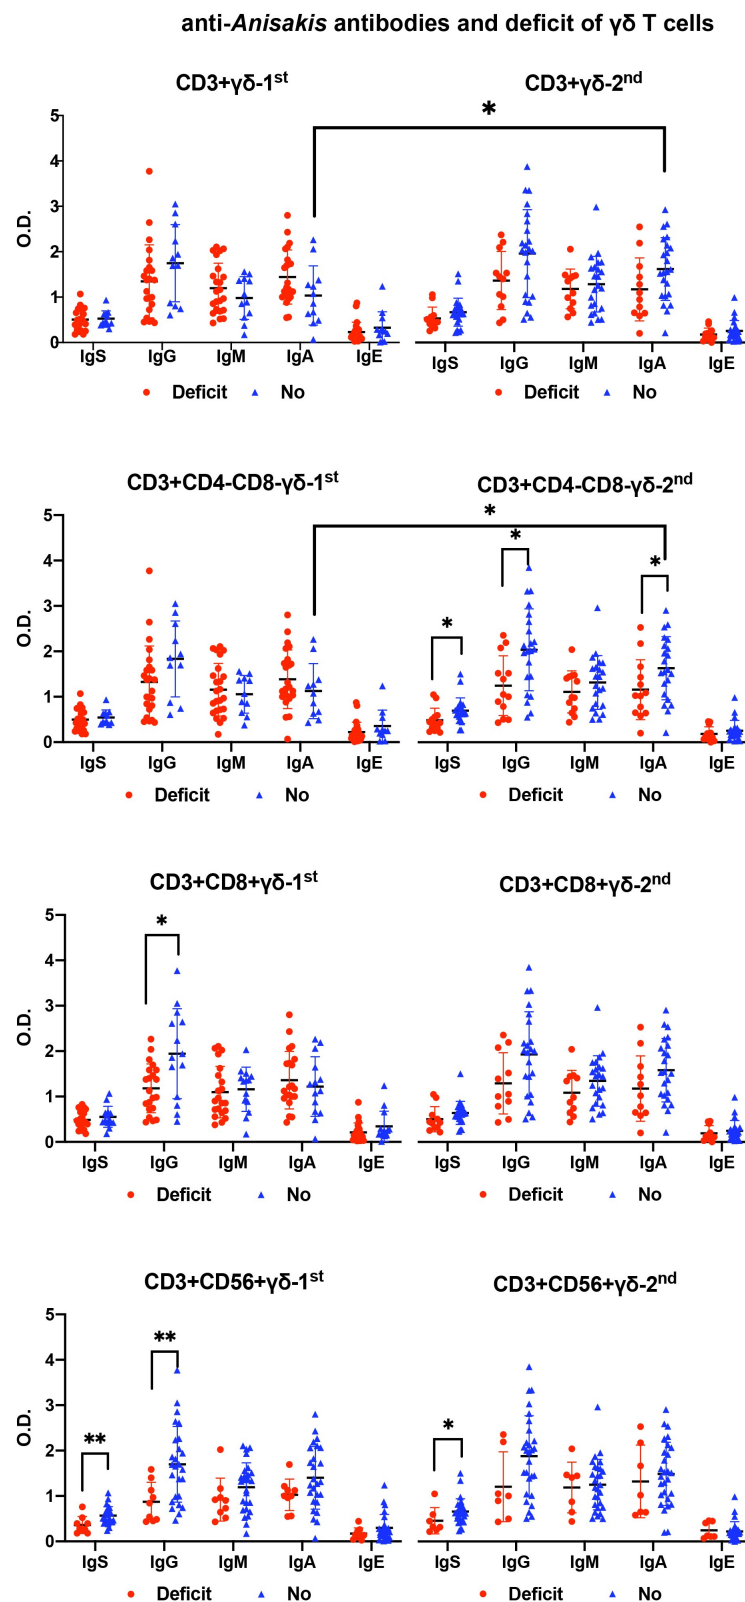 anti-Anisakis antibodies and deficit of γδ T cells
CD3+γδ-1st
CD3+γδ-2nd
*
O.D.
5
4
3
2
1
0
IgS IgG IgM IgA IgE
IgS IgG IgM IgA IgE
Deficit No
Deficit No
CD3+CD4-CD8-γδ-1st
CD3+CD4-CD8-γδ-2nd
*
*
*
*
O.D.
5
4
3
2
1
0
IgS IgG IgM IgA IgE
IgS IgG IgM IgA IgE
Deficit No
Deficit No
CD3+CD8+γδ-1st
CD3+CD8+γδ-2nd
*
O.D.
5
4
3
2
1
0
IgS IgG IgM IgA IgE
IgS IgG IgM IgA IgE
Deficit No
Deficit No
CD3+CD56+γδ-1st
CD3+CD56+γδ-2nd
**
**
*
O.D.
5
4
3
2
1
0
IgS IgG IgM IgA IgE
IgS IgG IgM IgA IgE
Deficit No
Deficit No